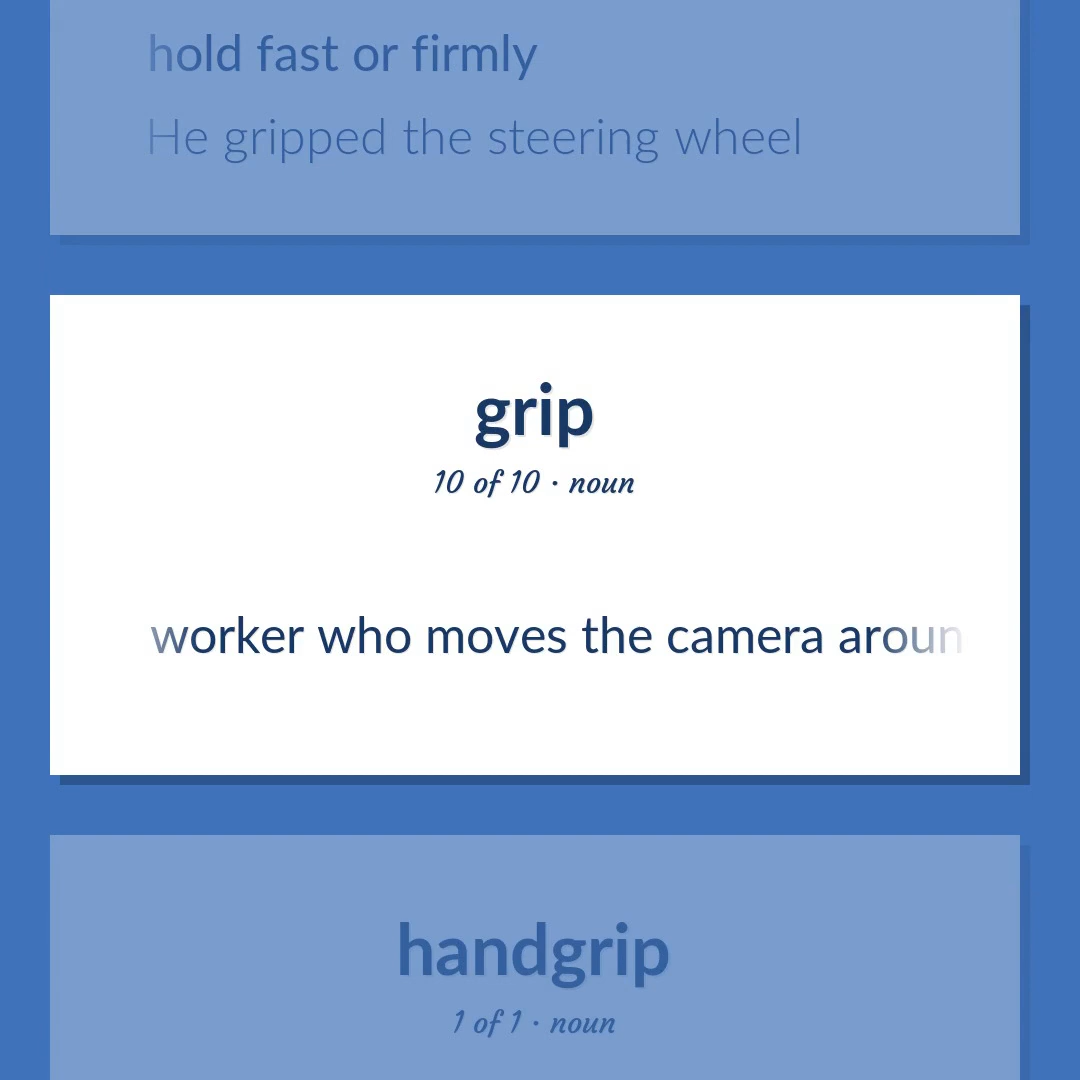 hold fast or firmly
He gripped the steering wheel
grip
10 of 10 · noun
worker who moves the camera aroun
handgrip
1 of 1 · noun